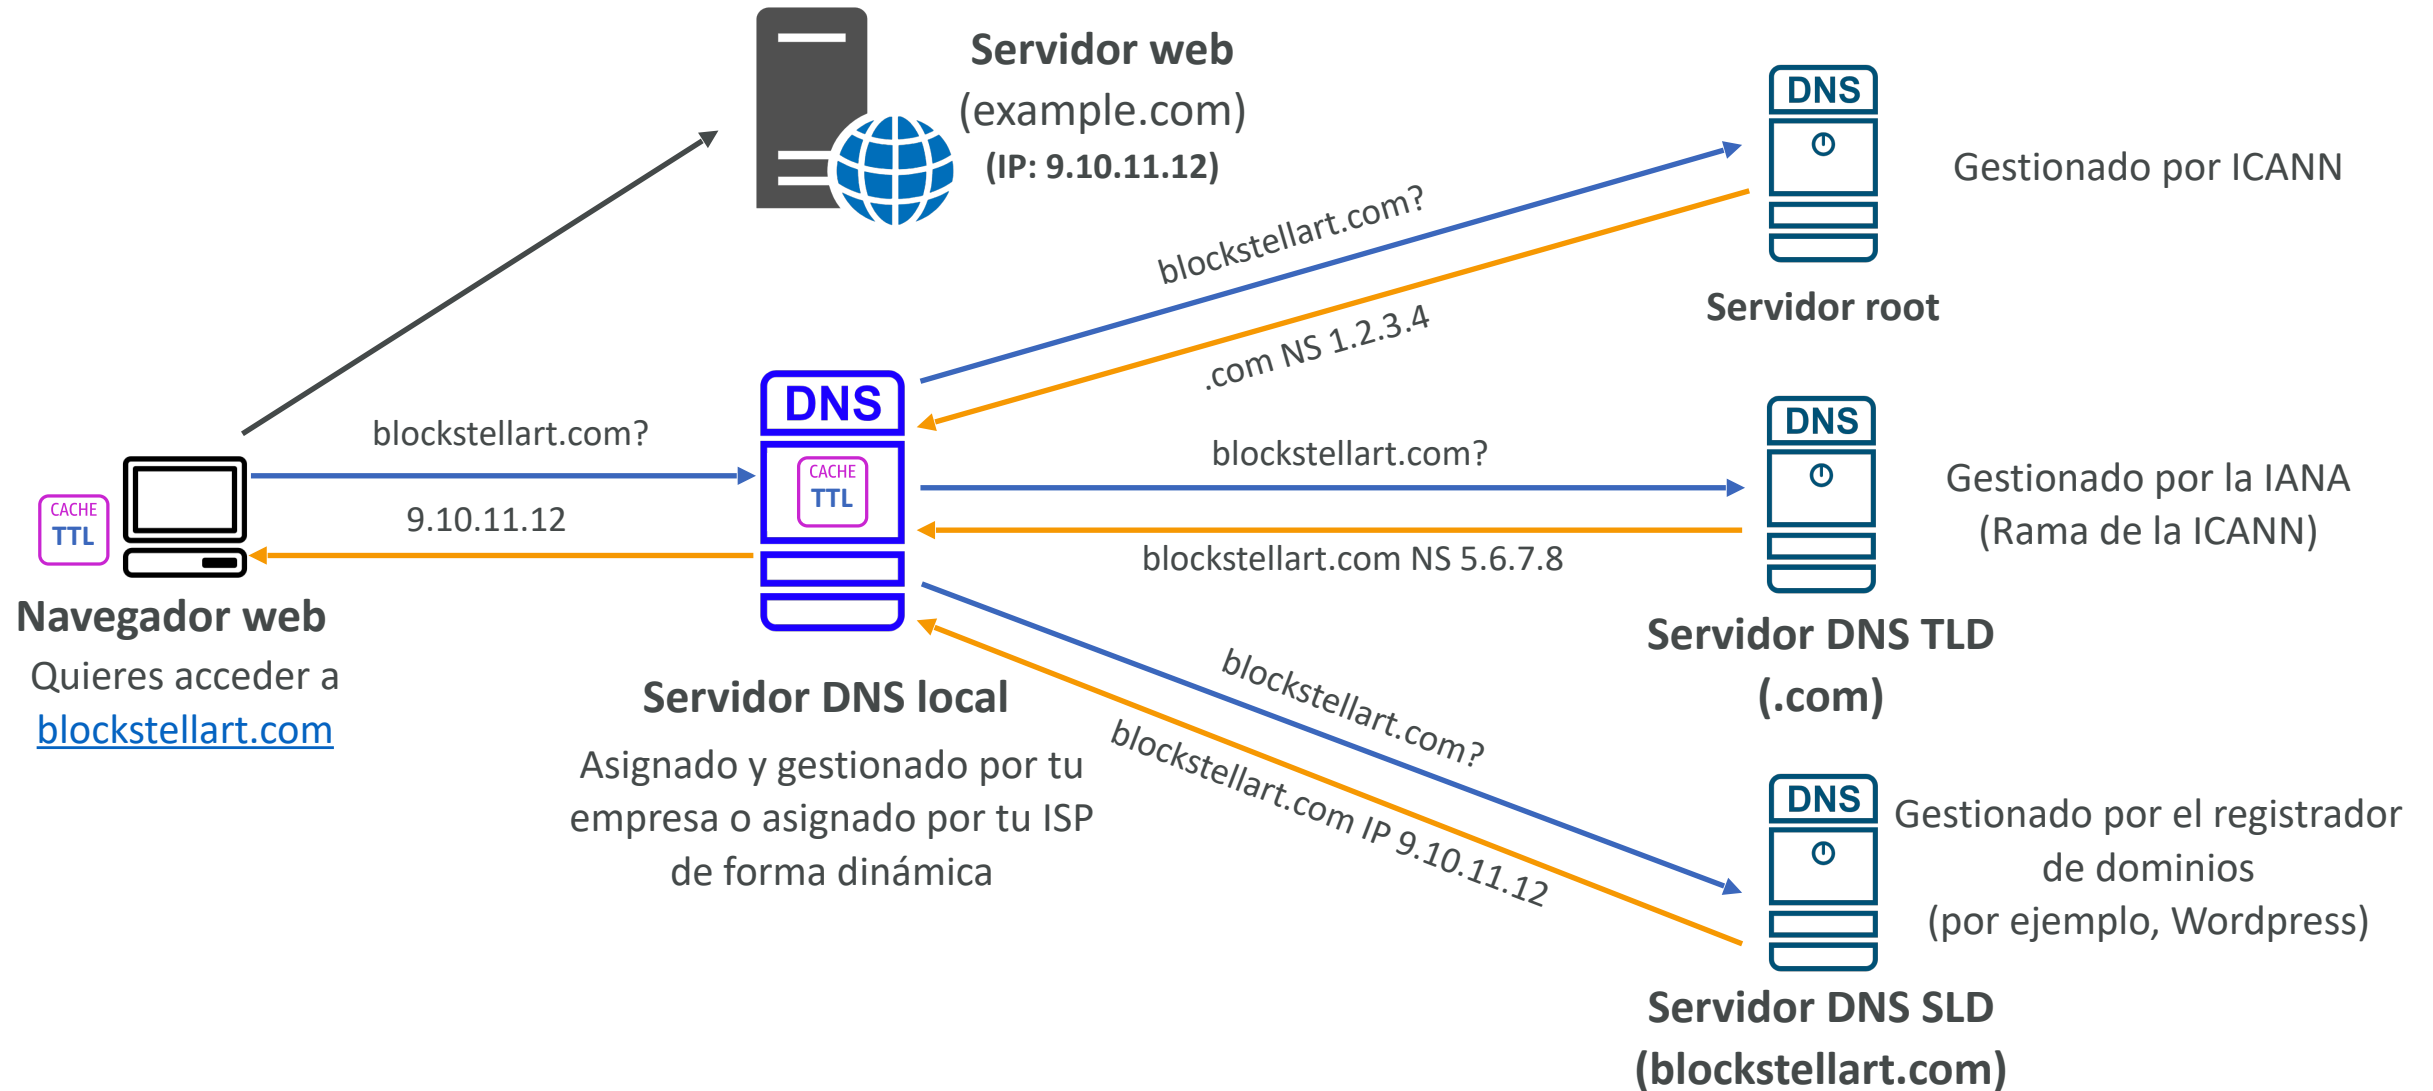 Servidor web
(example.com)
(IP: 9.10.11.12)
DNS
Gestionado por ICANN
Servidor root
blockstellart.com?
.com NS 1.2.3.4
DNS
CACHE
TTL
blockstellart.com?
9.10.11.12
CACHE
TTL
Navegador web
Quieres acceder a
blockstellart.com
Servidor DNS local
Asignado y gestionado por tu
empresa o asignado por tu ISP
de forma dinámica
blockstellart.com?
blockstellart.com NS 5.6.7.8
DNS
Gestionado por la IANA
(Rama de la ICANN)
Servidor DNS TLD
(.com)
blockstellart.com?
blockstellart.com IP 9.10.11.12
DNS
Gestionado por el registrador
de dominios
(por ejemplo, Wordpress)
Servidor DNS SLD
(blockstellart.com)